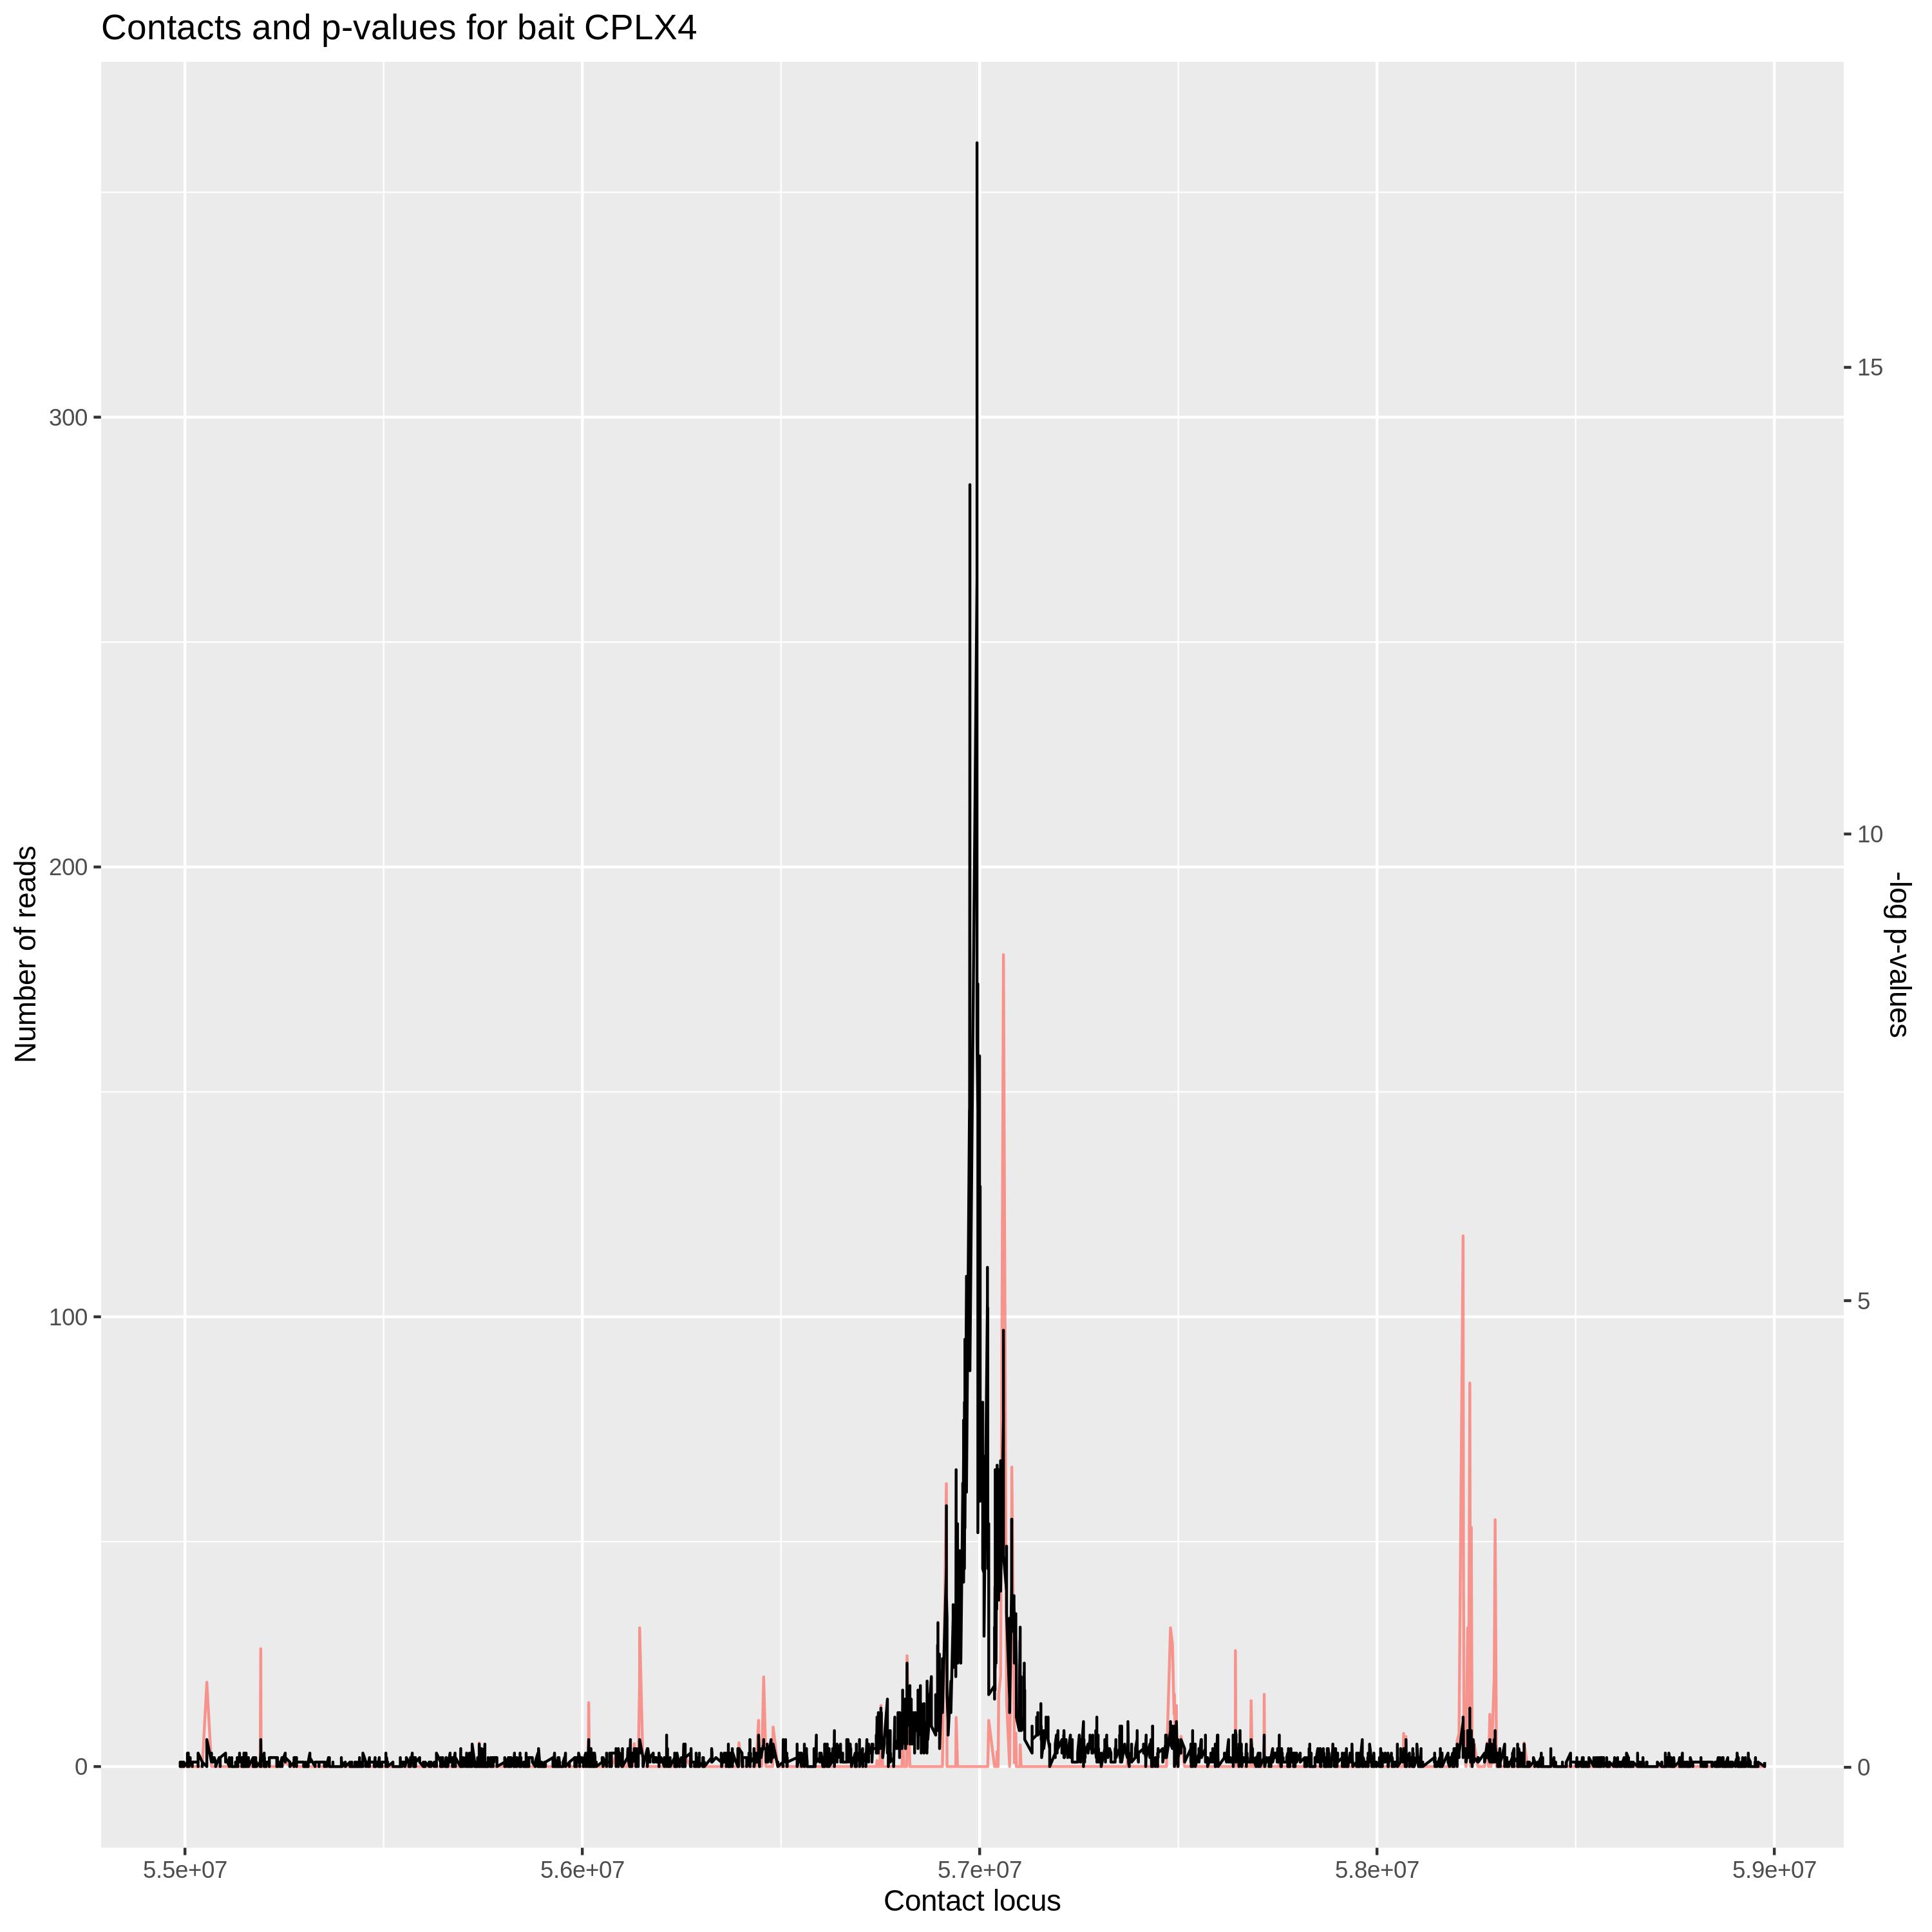 Contacts and p-values for bait CPLX4
Number of reads
300
200
100
0
15
10
5
0
-log p-values
5.5e+07 5.6e+07 5.7e+07 5.8e+07 5.9e+07
Contact locus